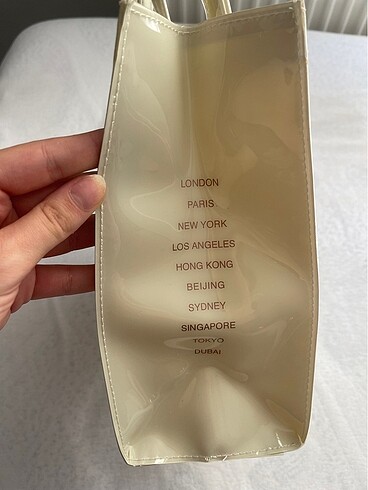 LONDON
PARIS
NEW YORK
LOS ANGELES
HONG KONG
BEIJING
SYDNEY
SINGAPORE
TOKYO
DUBAI